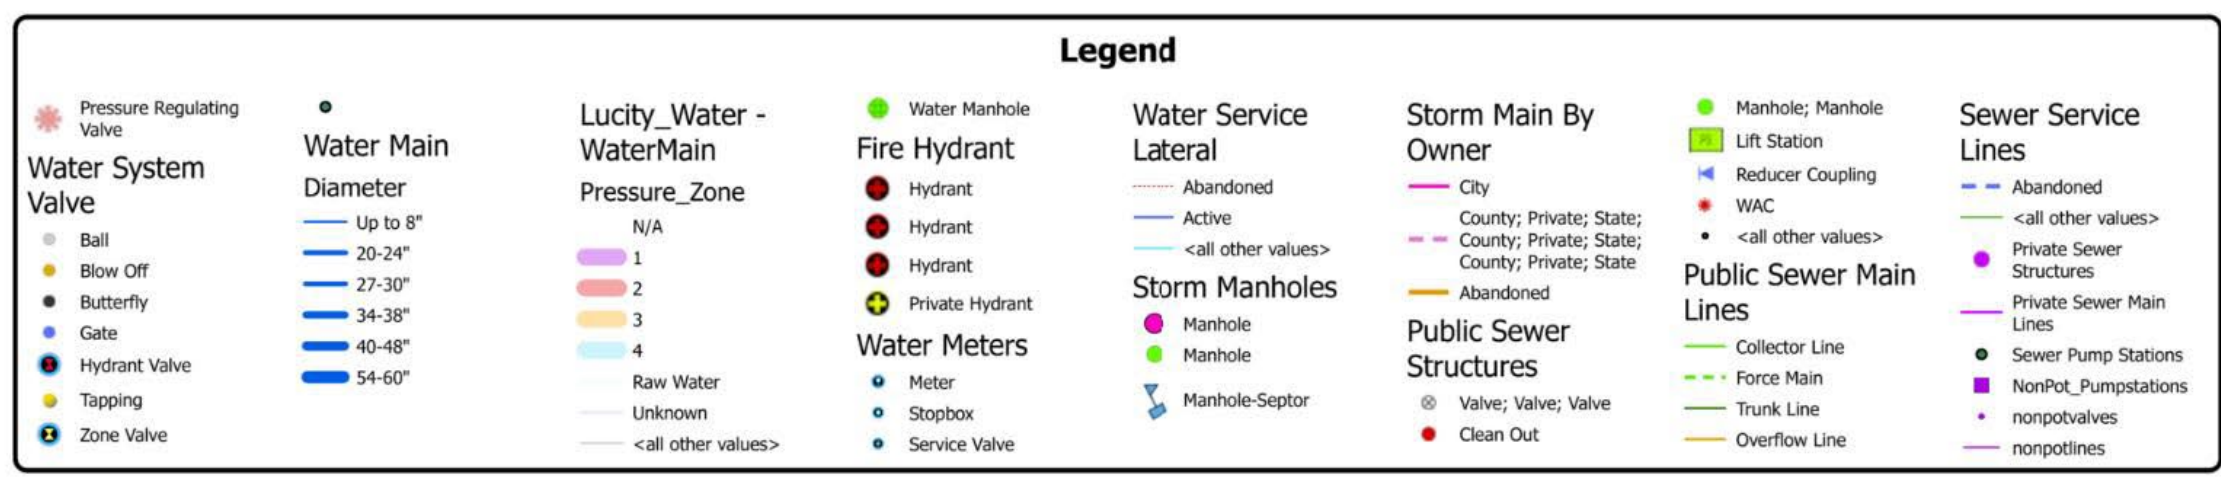 Legend
Pressure Regulating
Valve
Water System
Valve
Ball
Blow Off
Butterfly
Gate
Hydrant Valve
Tapping
Zone Valve
Water Main
Diameter
Up to 8"
20-24"
27-30"
34-38"
40-48"
54-60"
Lucity_Water -
WaterMain
Pressure_Zone
N/A
1
2
3
4
Raw Water
Unknown
<all other values>
Water Manhole
Fire Hydrant
Hydrant
Hydrant
Hydrant
Private Hydrant
Water Meters
Meter
Stopbox
Service Valve
Water Service
Lateral
Abandoned
Active
<all other values>
Storm Manholes
Manhole
Manhole
Manhole-Septor
Storm Main By
Owner
City
County; Private; State;
County; Private; State;
County; Private; State
Abandoned
Public Sewer
Structures
Valve; Valve; Valve
Clean Out
Manhole; Manhole
Lift Station
Reducer Coupling
WAC
<all other values>
Public Sewer Main
Lines
Collector Line
Force Main
Trunk Line
Overflow Line
Sewer Service
Lines
Abandoned
<all other values>
Private Sewer
Structures
Private Sewer Main
Lines
Sewer Pump Stations
NonPot_Pumpstations
nonpotvalves
nonpotlines